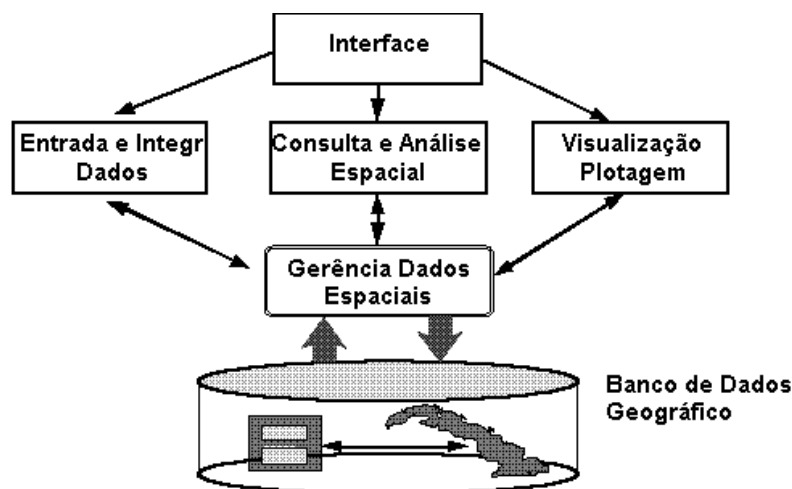 Interface
Entrada e Integr
Dados
Consulta e Análise
Espacial
Visualização
Plotagem
Gerência Dados
Espaciais
Banco de Dados
Geográfico